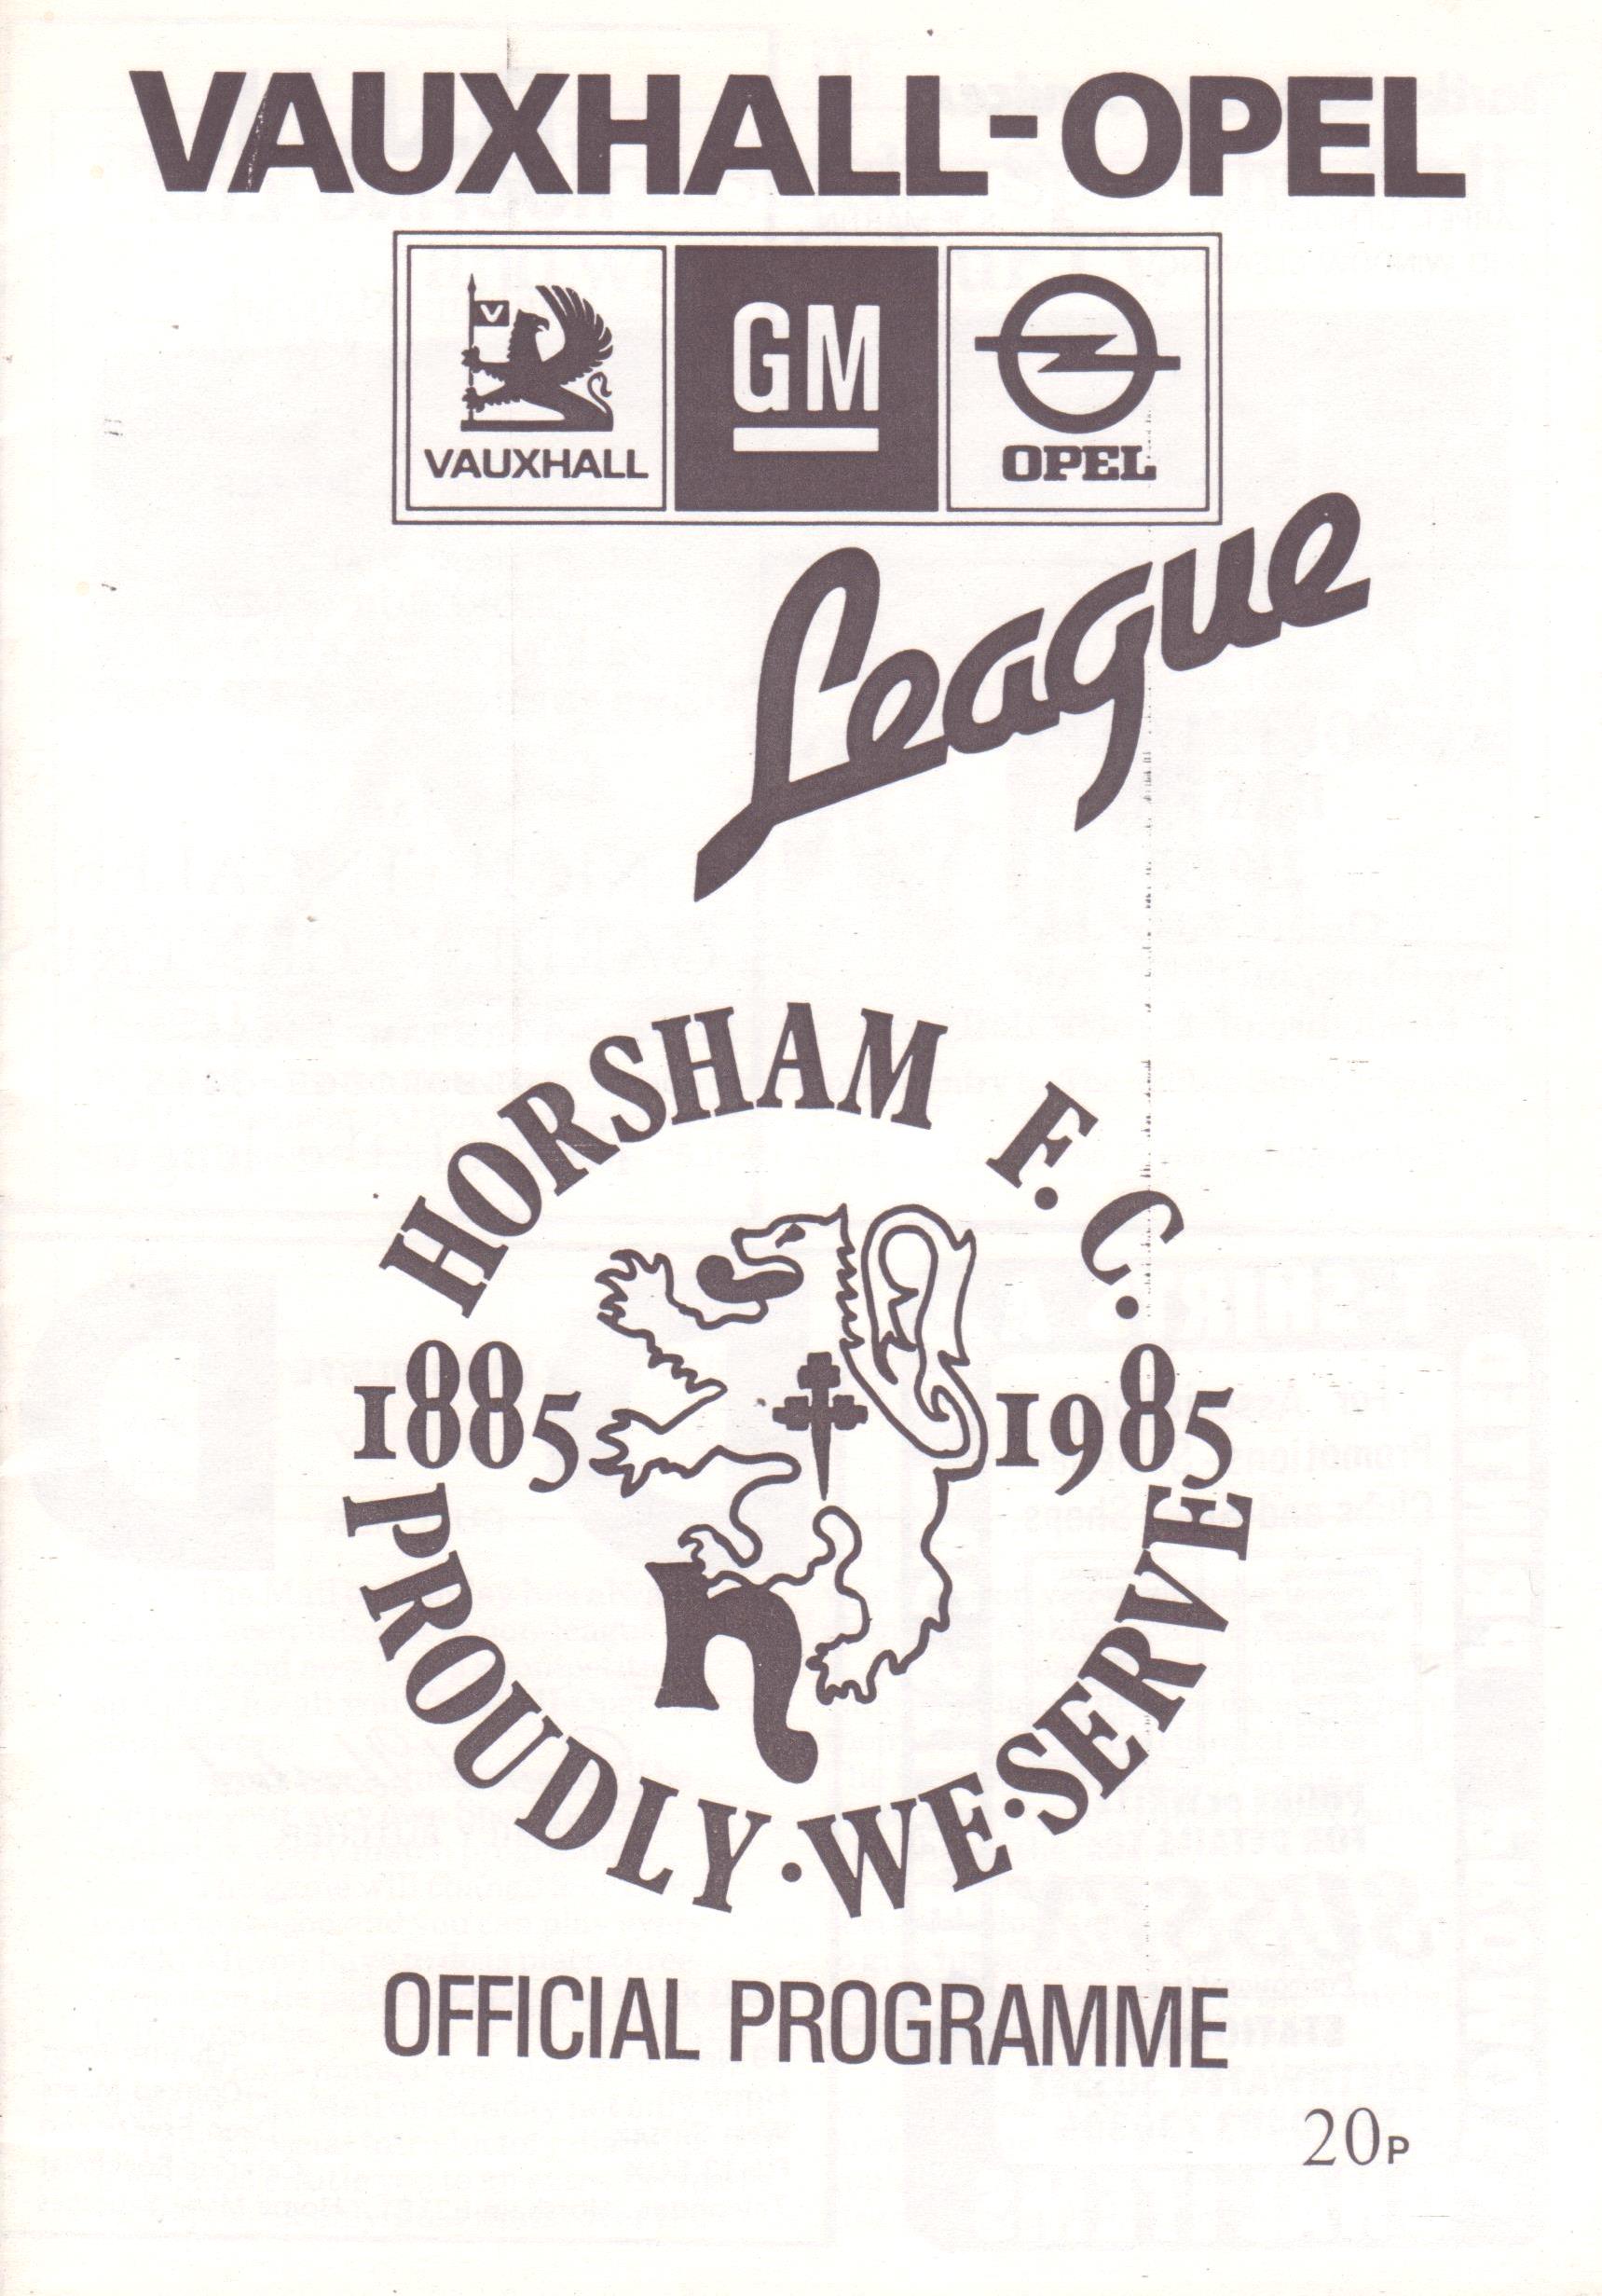 VAUXHALL-OPEL
V
VAUXHALL
GM
OPEL
League
HORSHAM F.C.
1885 1985
h
PROUDLY·WE·SERVE
OFFICIAL PROGRAMME
20P